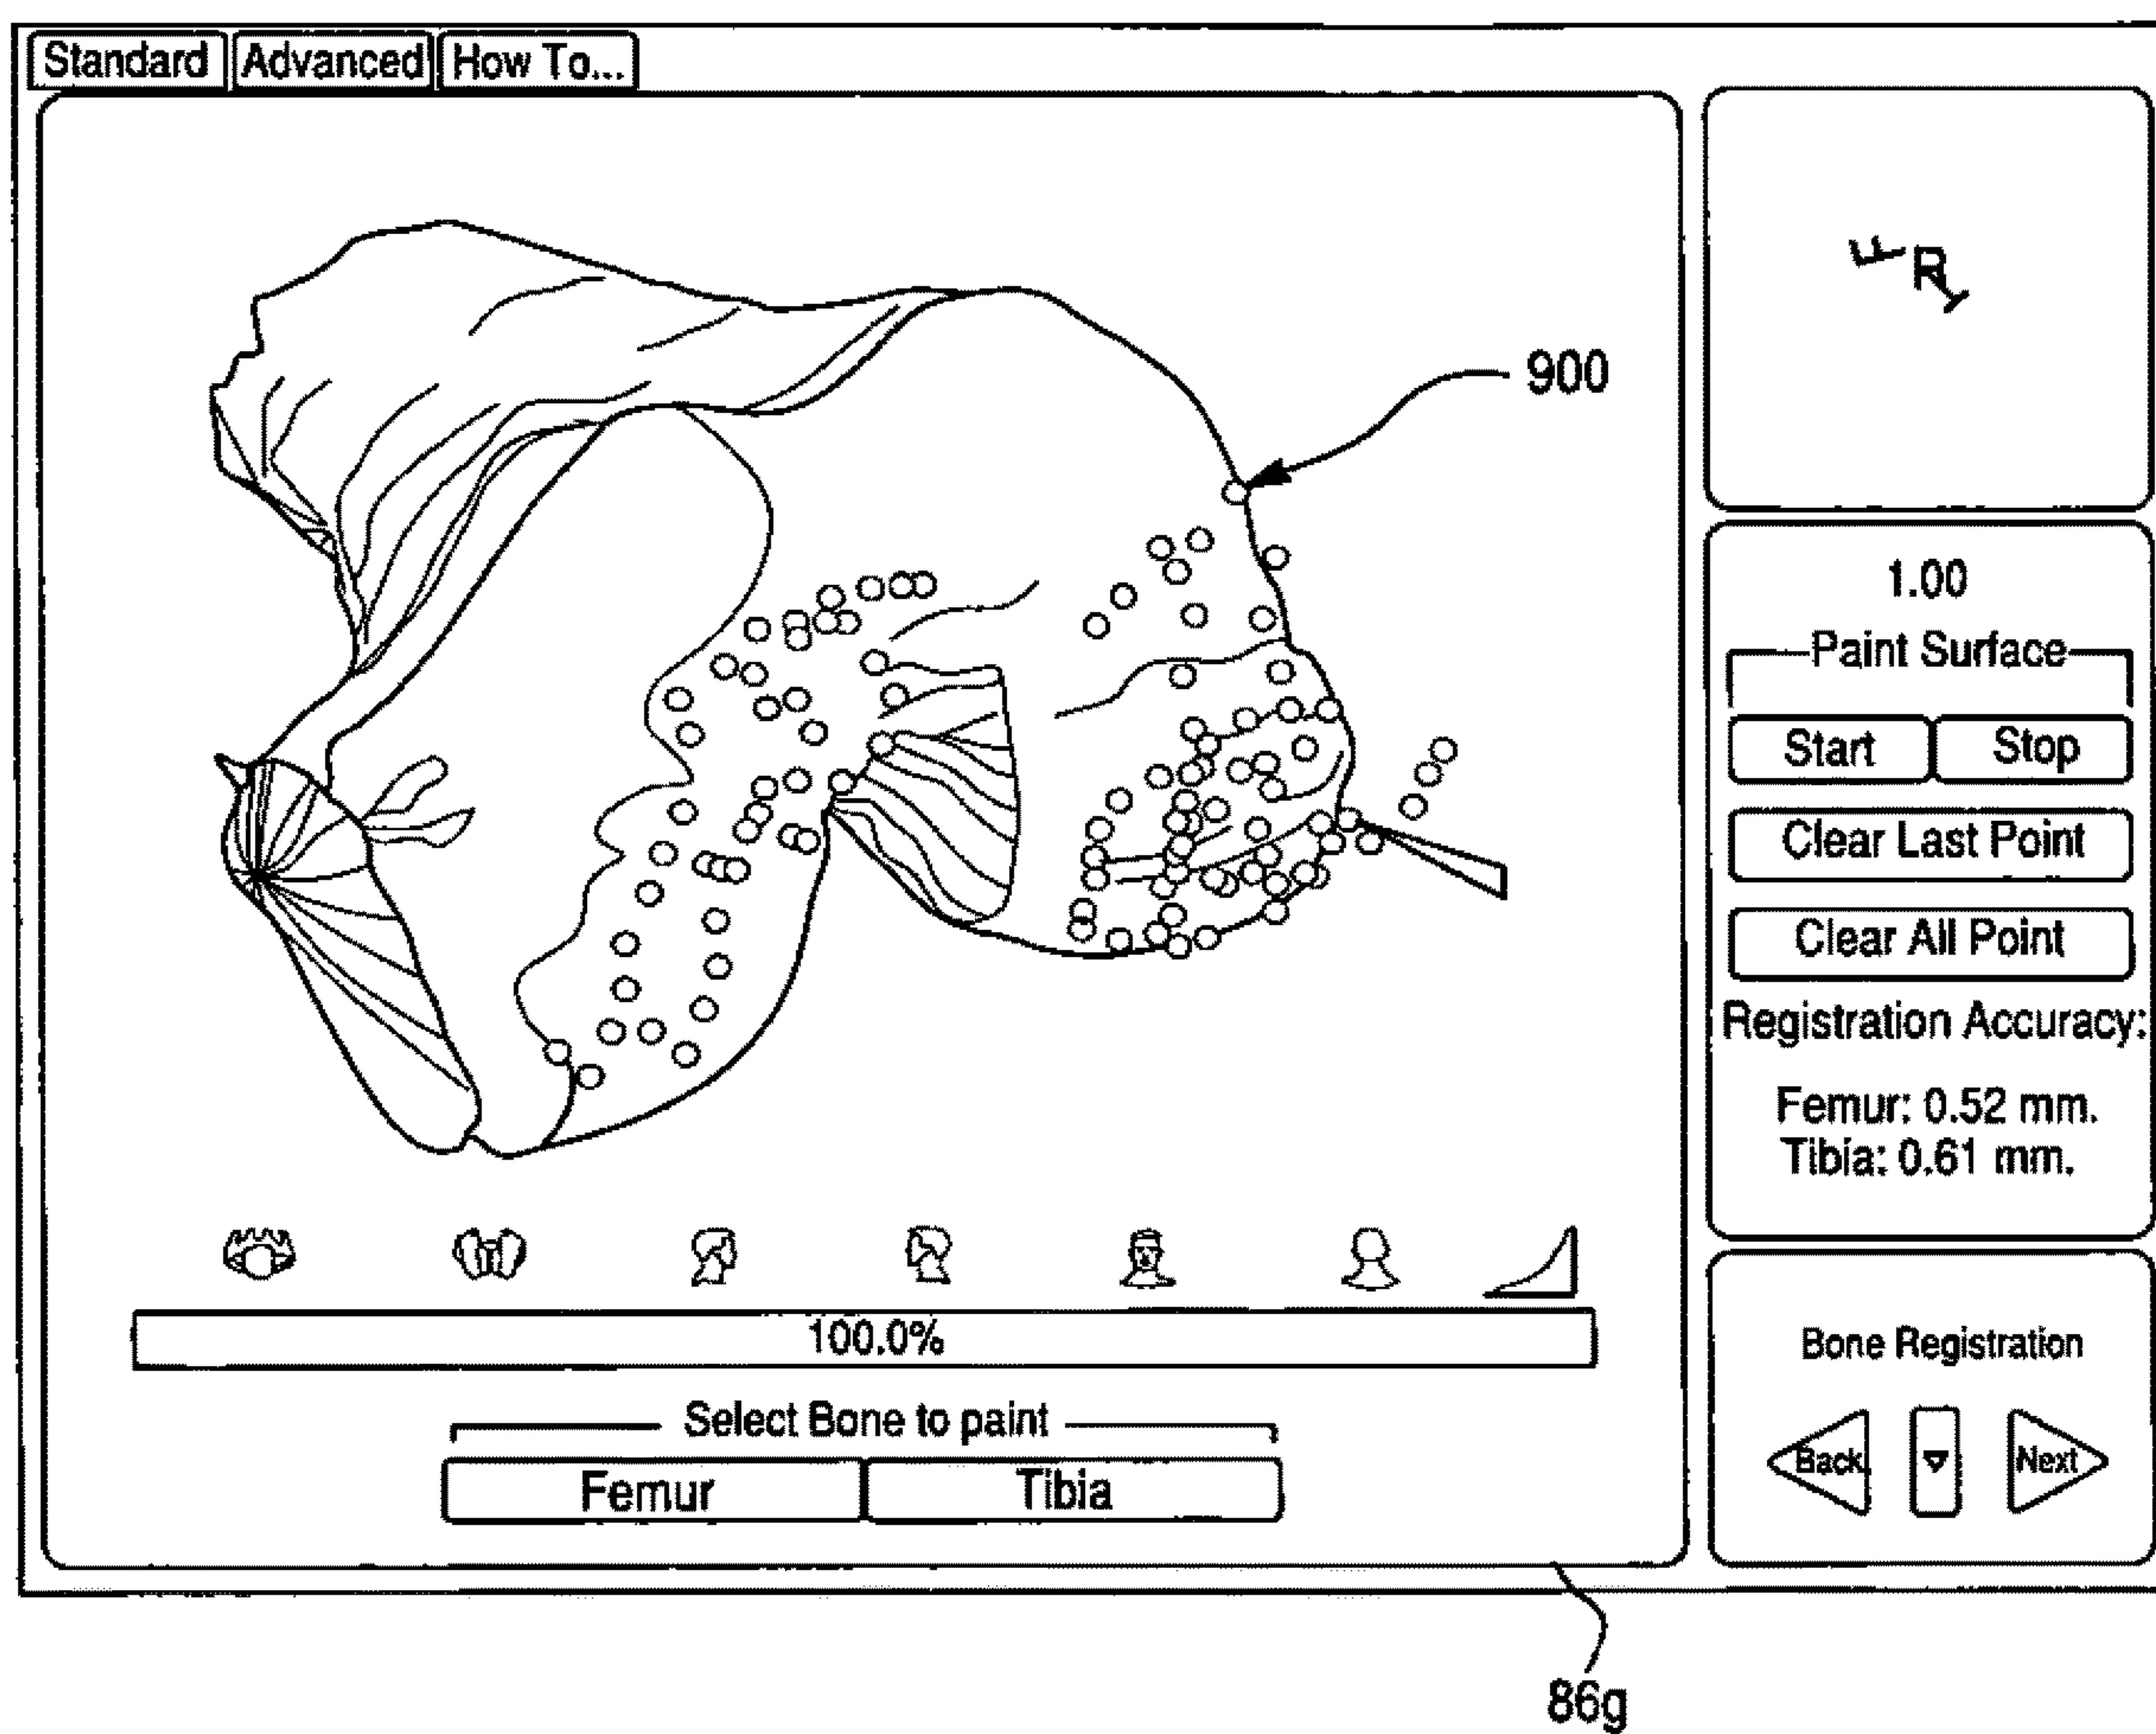 Standard Advanced How To...
F R T
900
1.00
Paint Surface
Start Stop
Clear Last Point
Clear All Point
Registration Accuracy:
Femur: 0.52 mm.
Tibia: 0.61 mm.
100.0%
Select Bone to paint
Femur Tibia
Bone Registration
Back Next
86g